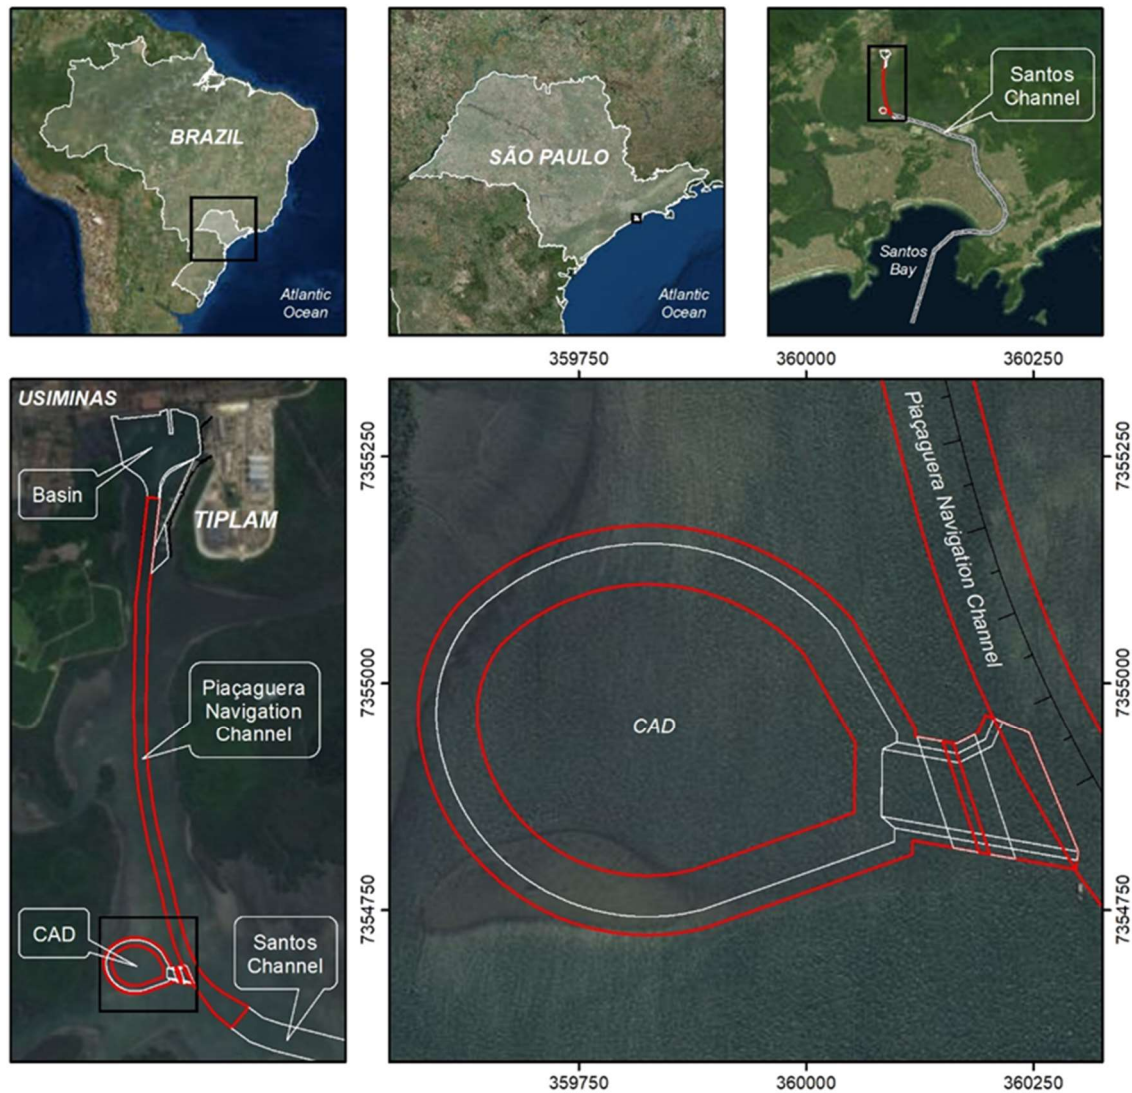 BRAZIL
Atlantic
Ocean
SÃO PAULO
Atlantic
Ocean
Santos
Channel
Santos
Bay
USIMINAS
Basin
TIPLAM
Piaçaguera
Navigation
Channel
CAD
Santos
Channel
359750
360000
360250
7355250
7355000
7354750
Piaçaguera Navigation Channel
CAD
7355250
7355000
7354750
359750
360000
360250